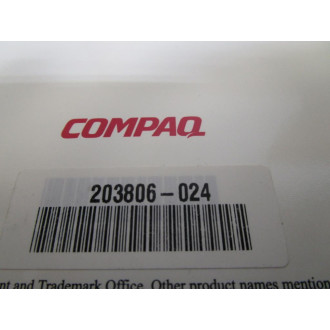 COMPAQ
203806-024
nt and Trademark Office. Other product names mention